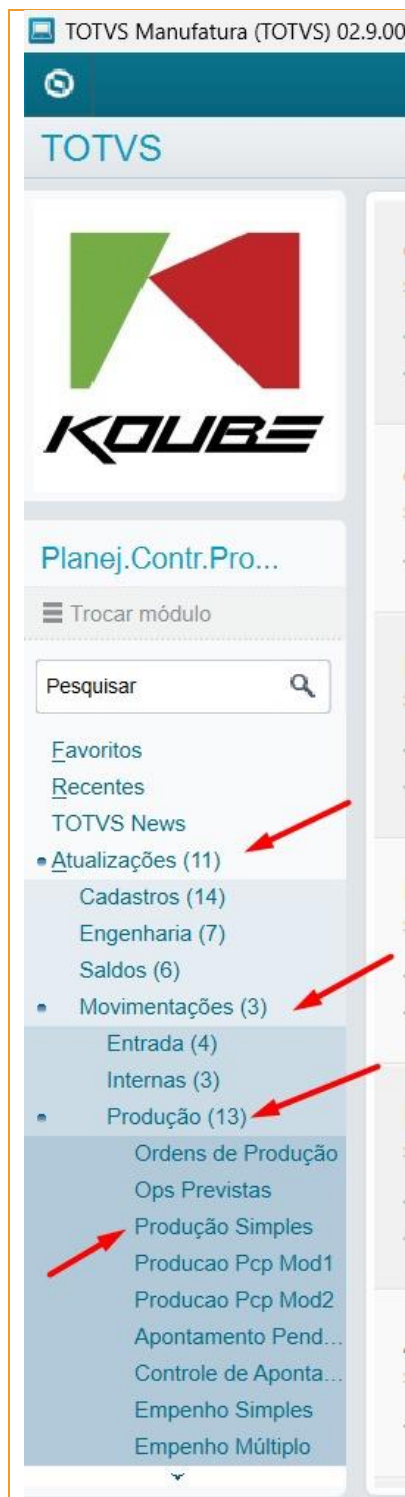 TOTVS Manufatura (TOTVS) 02.9.00
TOTVS
KOUBE
Planej.Contr.Pro...
Trocar módulo
Pesquisar
Favoritos
Recentes
TOTVS News
Atualizações (11)
Cadastros (14)
Engenharia (7)
Saldos (6)
Movimentações (3)
Entrada (4)
Internas (3)
Produção (13)
Ordens de Produção
Ops Previstas
Produção Simples
Producao Pcp Mod1
Producao Pcp Mod2
Apontamento Pend...
Controle de Aponta...
Empenho Simples
Empenho Múltiplo